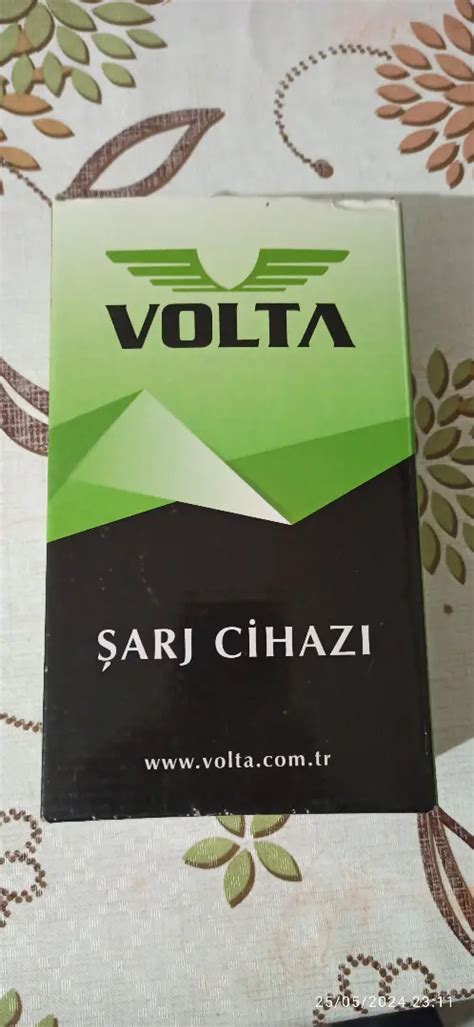 VOLTA
ŞARJ CİHAZI
www.volta.com.tr
25/05/2024 23:11